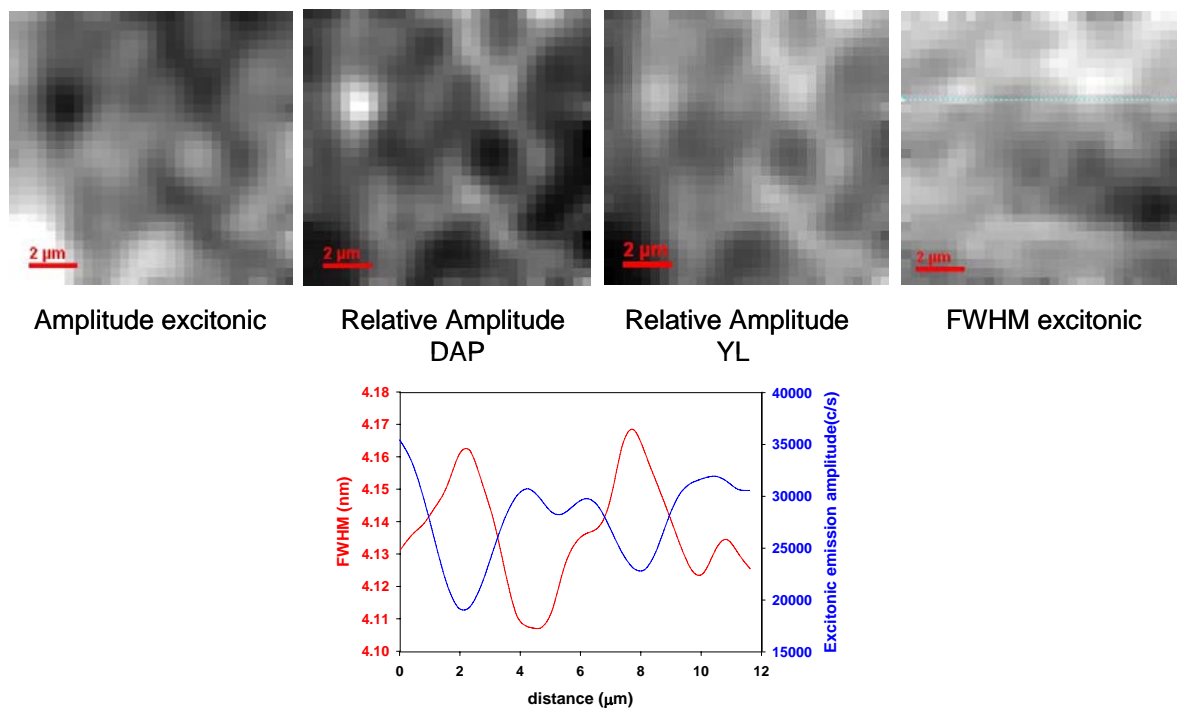 2 µm
2 µm
2 µm
2 µm
Amplitude excitonic
Relative Amplitude
DAP
Relative Amplitude
YL
FWHM excitonic
4.18
4.17
4.16
4.15
4.14
4.13
4.12
4.11
4.10
FWHM (nm)
40000
35000
30000
25000
20000
15000
Excitonic emission amplitude(c/s)
0
2
4
6
8
10
12
distance (µm)